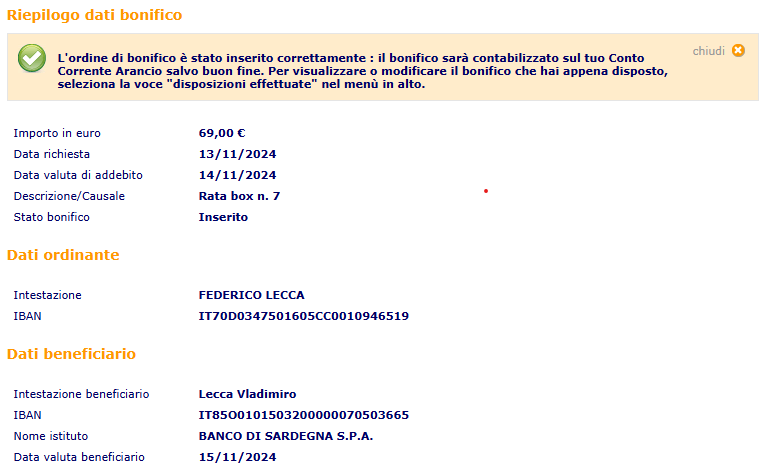 Riepilogo dati bonifico
chiudi
L'ordine di bonifico è stato inserito correttamente : il bonifico sarà contabilizzato sul tuo Conto
Corrente Arancio salvo buon fine. Per visualizzare o modificare il bonifico che hai appena disposto,
seleziona la voce "disposizioni effettuate" nel menù in alto.
Importo in euro 69,00 €
Data richiesta 13/11/2024
Data valuta di addebito 14/11/2024
Descrizione/Causale Rata box n. 7
Stato bonifico Inserito
Dati ordinante
Intestazione FEDERICO LECCA
IBAN IT70D0347501605CC0010946519
Dati beneficiario
Intestazione beneficiario Lecca Vladimiro
IBAN IT85O0101503200000070503665
Nome istituto BANCO DI SARDEGNA S.P.A.
Data valuta beneficiario 15/11/2024